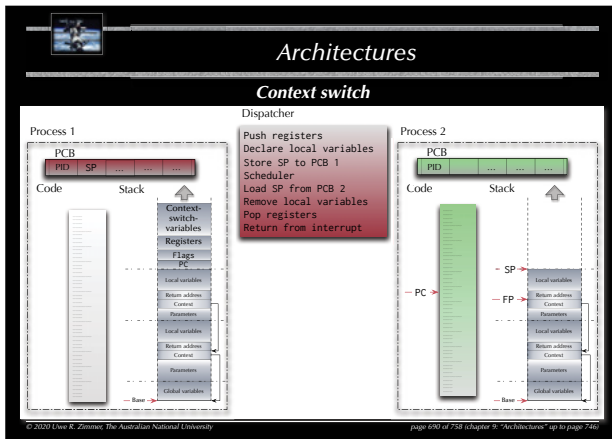 Architectures
Context switch
Dispatcher
Push registers
Declare local variables
Store SP to PCB 1
Scheduler
Load SP from PCB 2
Remove local variables
Pop registers
Return from interrupt
Process 1
PCB
PID SP ... ... ...
Code Stack
Context-
switch-
variables
Registers
Flags
PC
Local variables
Return address
Context
Parameters
Local variables
Return address
Context
Parameters
Global variables
Base
Process 2
PCB
PID ... ... ...
Code Stack
SP
Local variables
Return address
PC
FP
Context
Parameters
Local variables
Return address
Context
Parameters
Global variables
Base
© 2020 Uwe R. Zimmer, The Australian National University
page 690 of 758 (chapter 9: "Architectures" up to page 746)